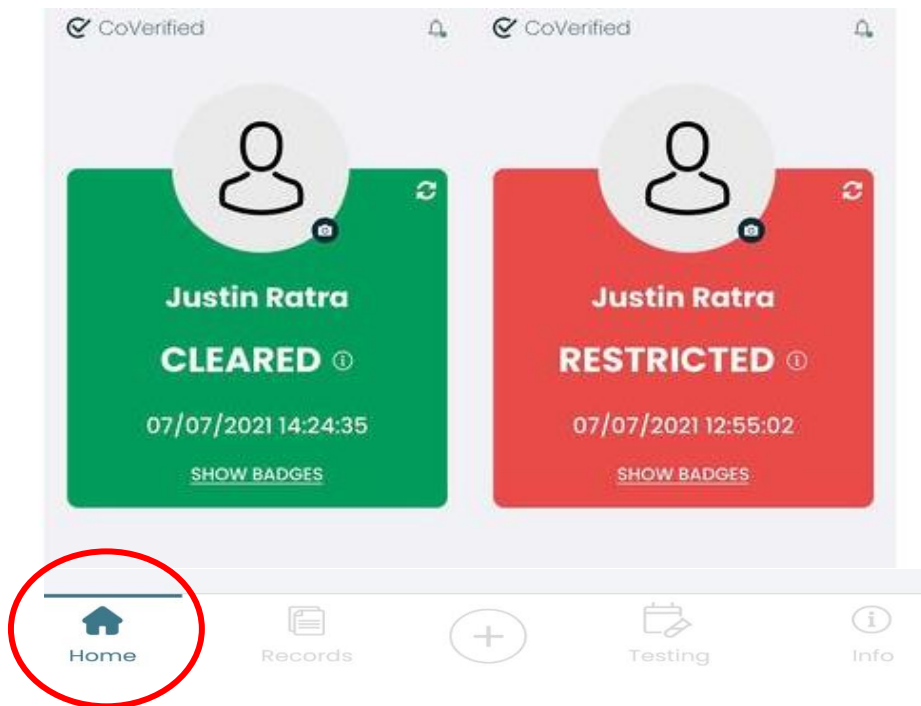 CoVerified
Justin Ratra
CLEARED
07/07/2021 14:24:35
SHOW BADGES
CoVerified
Justin Ratra
RESTRICTED
07/07/2021 12:55:02
SHOW BADGES
Home
Records
Testing
Info